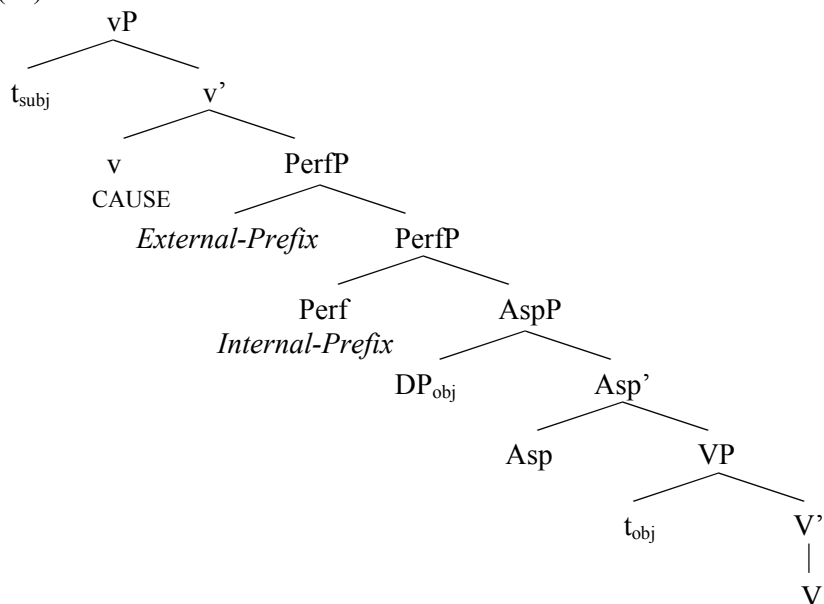 vP
t_subj v’
v PerfP
CAUSE
External-Prefix PerfP
Perf AspP
Internal-Prefix
DP_obj Asp’
Asp VP
t_obj V’
V